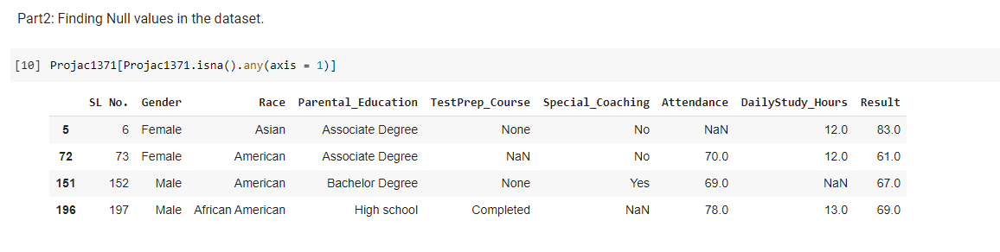 Part2: Finding Null values in the dataset.
[10] Projac1371[Projac1371.isna().any(axis = 1)]
SL No. Gender Race Parental_Education TestPrep_Course Special_Coaching Attendance DailyStudy_Hours Result
5 6 Female Asian Associate Degree None No NaN 12.0 83.0
72 73 Female American Associate Degree NaN No 70.0 12.0 61.0
151 152 Male American Bachelor Degree None Yes 69.0 NaN 67.0
196 197 Male African American High school Completed NaN 78.0 13.0 69.0